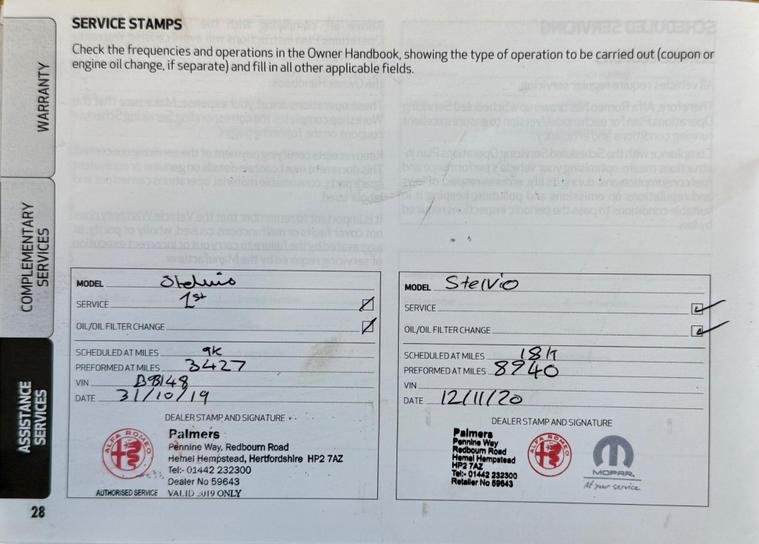 SERVICE STAMPS
Check the frequencies and operations in the Owner Handbook, showing the type of operation to be carried out (coupon or
engine oil change, if separate) and fill in all other applicable fields.
WARRANTY
COMPLEMENTARY
SERVICES
ASSISTANCE
SERVICES
MODEL Stelvio
SERVICE 1st
OIL/OIL FILTER CHANGE
SCHEDULED AT MILES 9K
PREFORMED AT MILES 3427
VIN B9148
DATE 31/10/19
DEALER STAMP AND SIGNATURE
ALFA ROMEO
Palmers
Pennine Way, Redbourn Road
Hemel Hempstead, Hertfordshire HP2 7AZ
Tel:- 01442 232300
Dealer No 59643
AUTHORISED SERVICE VALID 2019 ONLY
MODEL Stelvio
SERVICE
OIL/OIL FILTER CHANGE
SCHEDULED AT MILES 18K
PREFORMED AT MILES 8940
VIN
DATE 12/11/20
DEALER STAMP AND SIGNATURE
Palmers
Pennine Way
Redbourn Road
Hemel Hempstead
HP2 7AZ
Tel:- 01442 232300
Retailer No 59643
ALFA ROMEO
MOPAR.
At your service
28